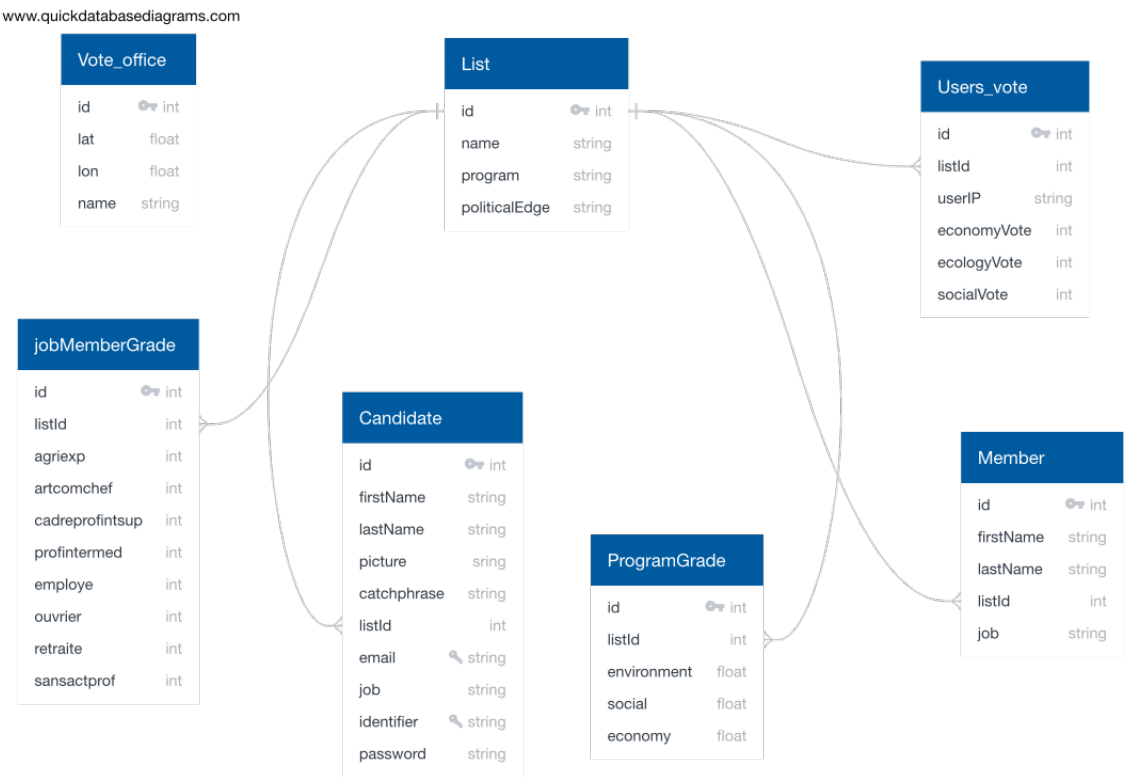 www.quickdatabasediagrams.com
Vote_office
id int
lat float
lon float
name string
List
id int
name string
program string
politicalEdge string
Users_vote
id int
listId int
userIP string
economyVote int
ecologyVote int
socialVote int
jobMemberGrade
id int
listId int
agriexp int
artcomchef int
cadreprofintsup int
profintermed int
employe int
ouvrier int
retraite int
sansactprof int
Candidate
id int
firstName string
lastName string
picture sring
catchphrase string
listId int
email string
job string
identifier string
password string
ProgramGrade
id int
listId int
environment float
social float
economy float
Member
id int
firstName string
lastName string
listId int
job string